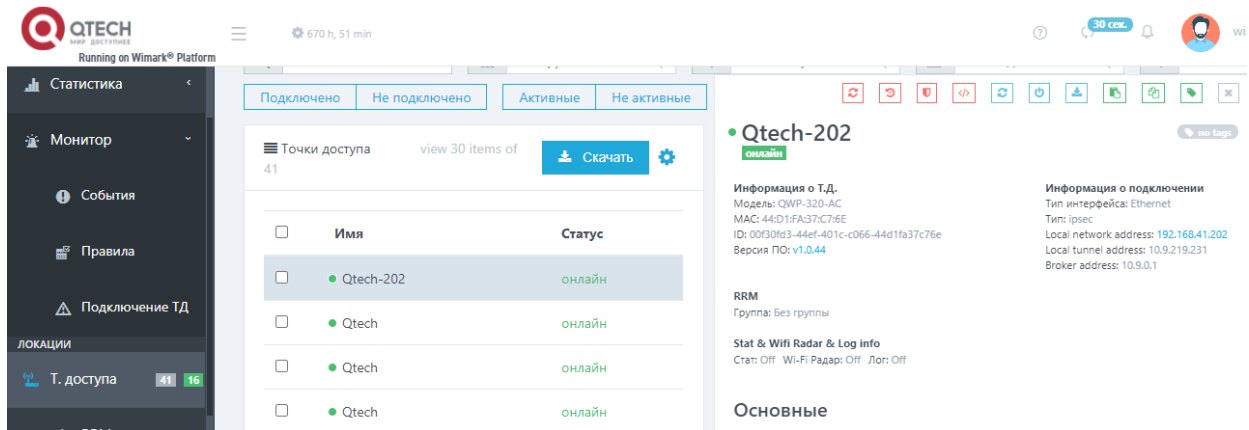 QTECH
МИР ДОСТУПНЕЕ
Running on Wimark® Platform
670 h, 51 min
30 сек.
wi
Статистика
Монитор
События
Правила
Подключение ТД
ЛОКАЦИИ
Т. доступа 41 16
Подключено Не подключено Активные Не активные
Точки доступа view 30 items of
41
Скачать
Имя Статус
Qtech-202 онлайн
Qtech онлайн
Qtech онлайн
Qtech онлайн
Qtech-202
онлайн
no tags
Информация о Т.Д.
Модель: QWP-320-AC
MAC: 44:D1:FA:37:C7:6E
ID: 00f30fd3-44ef-401c-c066-44d1fa37c76e
Версия ПО: v1.0.44
Информация о подключении
Тип интерфейса: Ethernet
Тип: ipsec
Local network address: 192.168.41.202
Local tunnel address: 10.9.219.231
Broker address: 10.9.0.1
RRM
Группа: Без группы
Stat & Wifi Radar & Log info
Стат: Off Wi-Fi Радар: Off Лог: Off
Основные